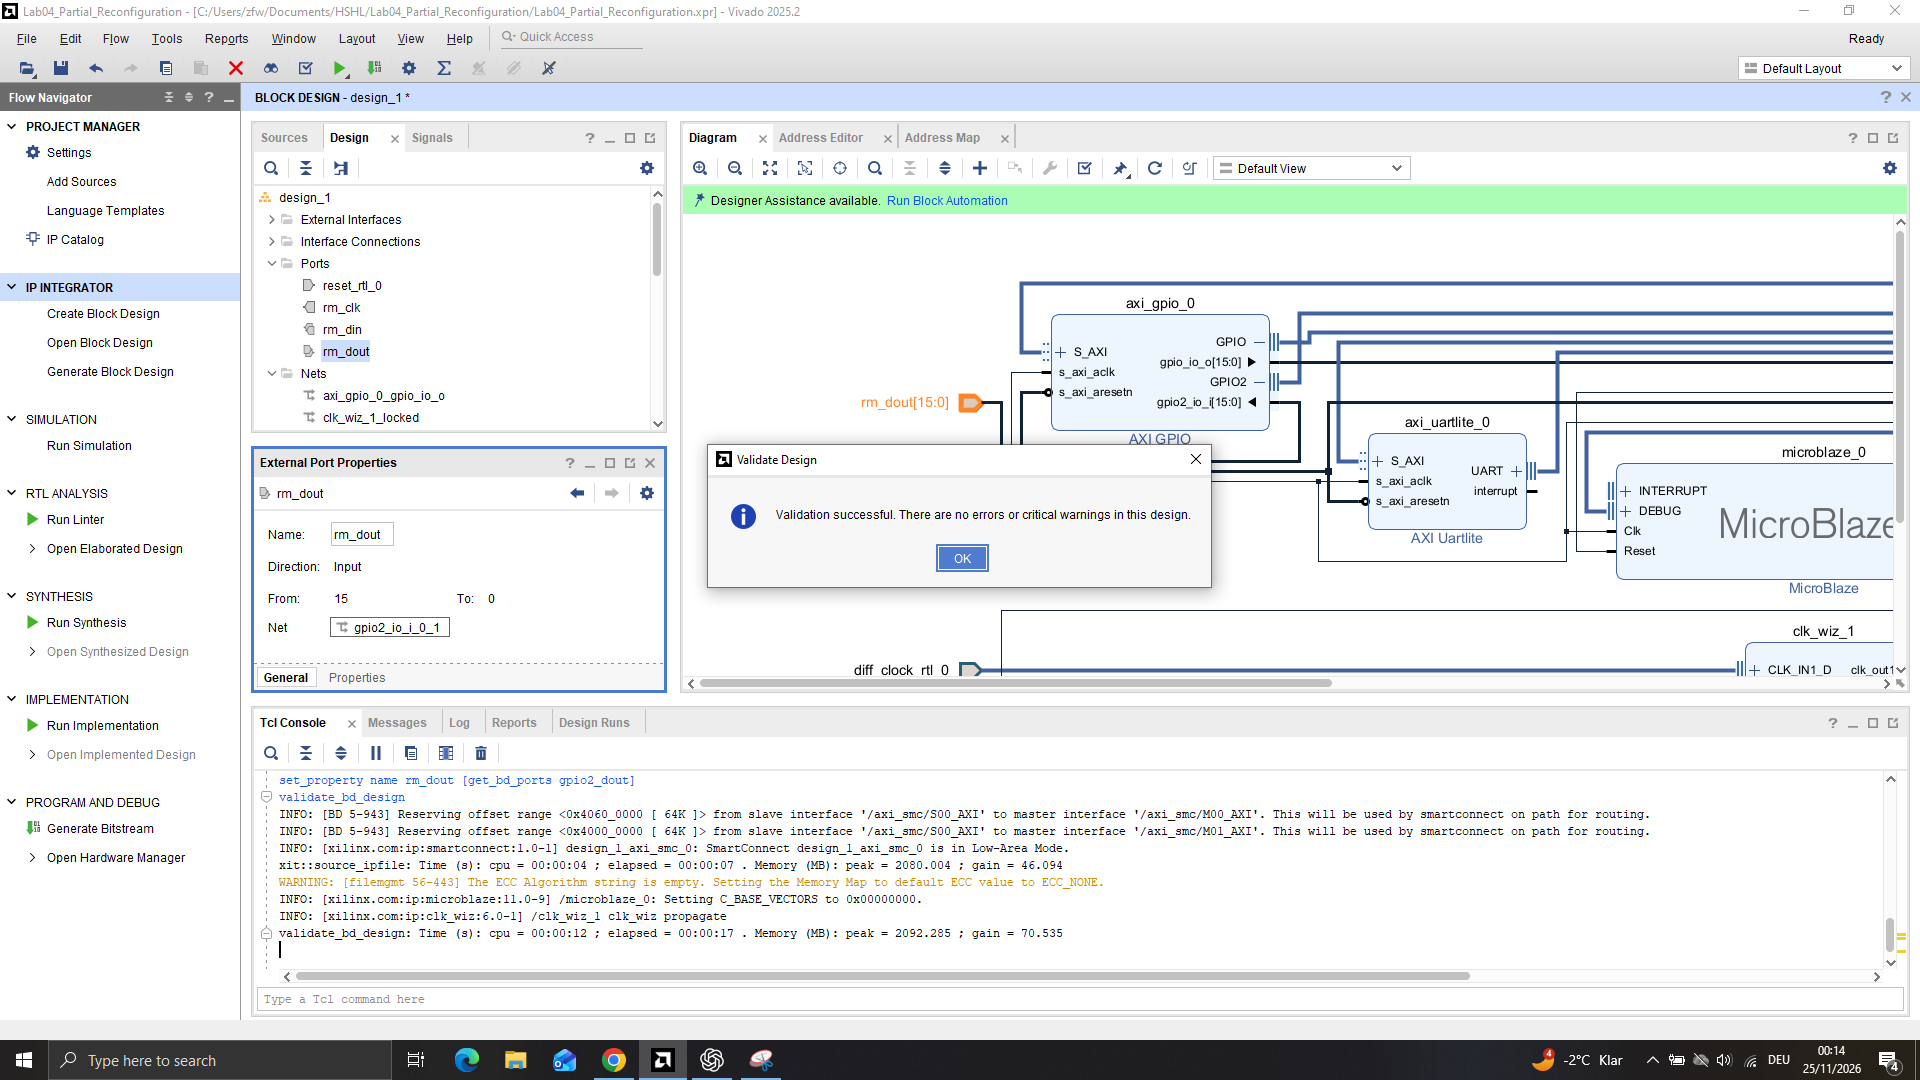 Lab04_Partial_Reconfiguration - [C:/Users/zfw/Documents/HSHL/Lab04_Partial_Reconfiguration/Lab04_Partial_Reconfiguration.xpr] - Vivado 2025.2
File Edit Flow Tools Reports Window Layout View Help Quick Access Ready
Default Layout
Flow Navigator
PROJECT MANAGER
Settings
Add Sources
Language Templates
IP Catalog
IP INTEGRATOR
Create Block Design
Open Block Design
Generate Block Design
SIMULATION
Run Simulation
RTL ANALYSIS
Run Linter
Open Elaborated Design
SYNTHESIS
Run Synthesis
Open Synthesized Design
IMPLEMENTATION
Run Implementation
Open Implemented Design
PROGRAM AND DEBUG
Generate Bitstream
Open Hardware Manager
BLOCK DESIGN - design_1 *
Sources Design Signals
design_1
External Interfaces
Interface Connections
Ports
reset_rtl_0
rm_clk
rm_din
rm_dout
Nets
axi_gpio_0_gpio_io_o
clk_wiz_1_locked
External Port Properties
rm_dout
Name: rm_dout
Direction: Input
From: 15 To: 0
Net gpio2_io_i_0_1
General Properties
Diagram Address Editor Address Map
Default View
Designer Assistance available. Run Block Automation
axi_gpio_0
GPIO
S_AXI
gpio_io_o[15:0]
s_axi_aclk
GPIO2
s_axi_aresetn
gpio2_io_i[15:0]
AXI GPIO
rm_dout[15:0]
axi_uartlite_0
S_AXI
UART
s_axi_aclk
interrupt
s_axi_aresetn
AXI Uartlite
microblaze_0
INTERRUPT
DEBUG
Clk
Reset
MicroBlaze
MicroBlaze
clk_wiz_1
diff_clock_rtl_0
CLK_IN1_D clk_out1
Validate Design
Validation successful. There are no errors or critical warnings in this design.
OK
Tcl Console Messages Log Reports Design Runs
set_property name rm_dout [get_bd_ports gpio2_dout]
validate_bd_design
INFO: [BD 5-943] Reserving offset range <0x4060_0000 [ 64K ]> from slave interface '/axi_smc/S00_AXI' to master interface '/axi_smc/M00_AXI'. This will be used by smartconnect on path for routing.
INFO: [BD 5-943] Reserving offset range <0x4000_0000 [ 64K ]> from slave interface '/axi_smc/S00_AXI' to master interface '/axi_smc/M01_AXI'. This will be used by smartconnect on path for routing.
INFO: [xilinx.com:ip:smartconnect:1.0-1] design_1_axi_smc_0: SmartConnect design_1_axi_smc_0 is in Low-Area Mode.
xit::source_ipfile: Time (s): cpu = 00:00:04 ; elapsed = 00:00:07 . Memory (MB): peak = 2080.004 ; gain = 46.094
WARNING: [filemgmt 56-443] The ECC Algorithm string is empty. Setting the Memory Map to default ECC value to ECC_NONE.
INFO: [xilinx.com:ip:microblaze:11.0-9] /microblaze_0: Setting C_BASE_VECTORS to 0x00000000.
INFO: [xilinx.com:ip:clk_wiz:6.0-1] /clk_wiz_1 clk_wiz propagate
validate_bd_design: Time (s): cpu = 00:00:12 ; elapsed = 00:00:17 . Memory (MB): peak = 2092.285 ; gain = 70.535
Type a Tcl command here
Type here to search
4
-2°C Klar
DEU
00:14
25/11/2026
4